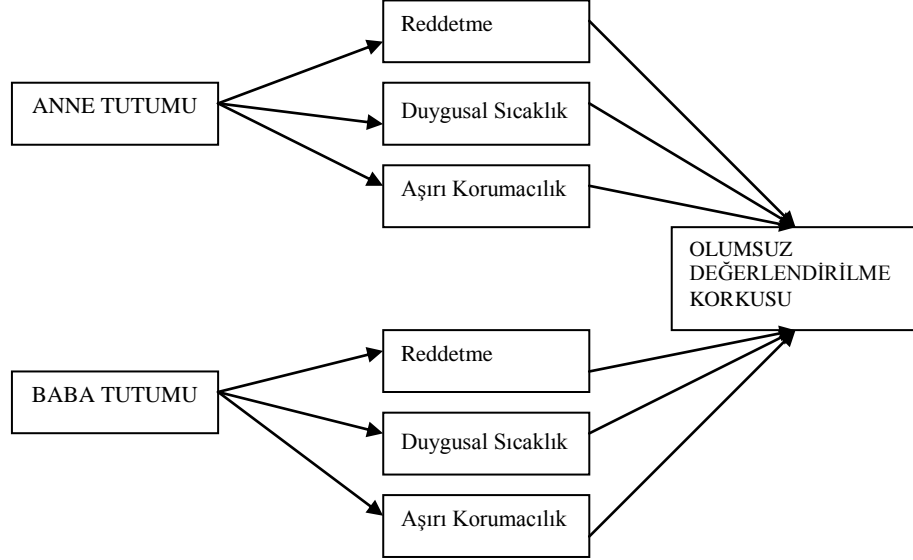 Reddetme
ANNE TUTUMU
Duygusal Sıcaklık
Aşırı Korumacılık
OLUMSUZ
DEĞERLENDİRİLME
KORKUSU
Reddetme
BABA TUTUMU
Duygusal Sıcaklık
Aşırı Korumacılık